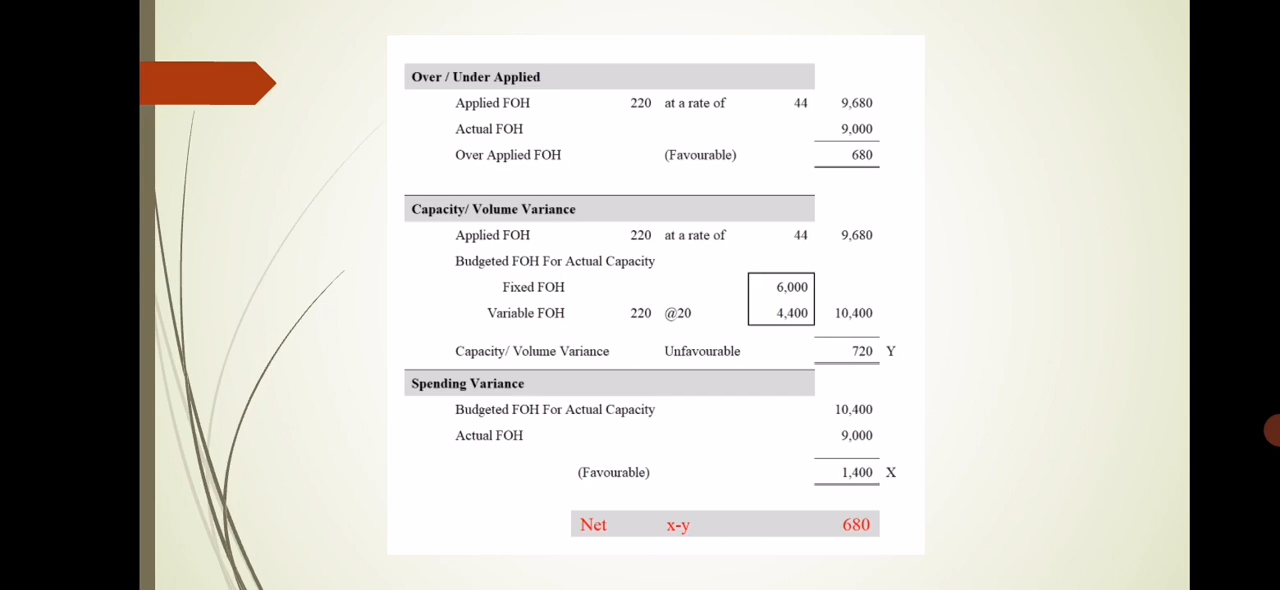 Over / Under Applied
Applied FOH 220 at a rate of 44 9,680
Actual FOH 9,000
Over Applied FOH (Favourable) 680
Capacity/ Volume Variance
Applied FOH 220 at a rate of 44 9,680
Budgeted FOH For Actual Capacity
Fixed FOH 6,000
Variable FOH 220 @20 4,400 10,400
Capacity/ Volume Variance Unfavourable 720 Y
Spending Variance
Budgeted FOH For Actual Capacity 10,400
Actual FOH 9,000
(Favourable) 1,400 X
Net x-y 680